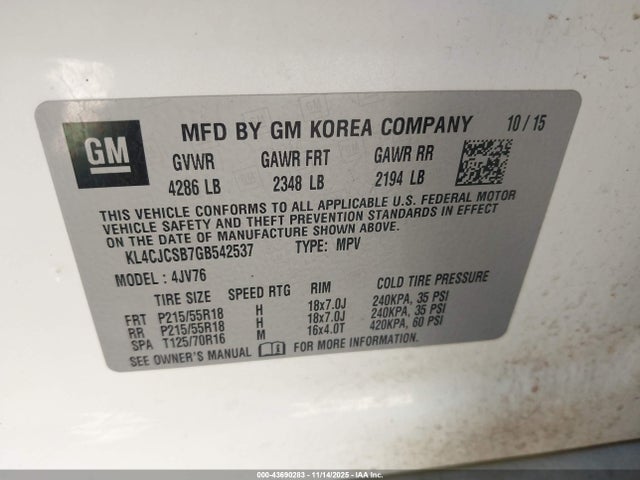 GM
MFD BY GM KOREA COMPANY 10 / 15
GVWR GAWR FRT GAWR RR
4286 LB 2348 LB 2194 LB
THIS VEHICLE CONFORMS TO ALL APPLICABLE U.S. FEDERAL MOTOR
VEHICLE SAFETY AND THEFT PREVENTION STANDARDS IN EFFECT
ON THE DATE OF MANUFACTURE SHOWN ABOVE.
KL4CJCSB7GB542537 TYPE: MPV
MODEL : 4JV76
TIRE SIZE SPEED RTG RIM COLD TIRE PRESSURE
FRT P215/55R18 H 18x7.0J 240KPA, 35 PSI
RR P215/55R18 H 18x7.0J 240KPA, 35 PSI
SPA T125/70R16 M 16x4.0T 420KPA, 60 PSI
SEE OWNER'S MANUAL FOR MORE INFORMATION.
000-43690283 - 11/14/2025 - IAA Inc.